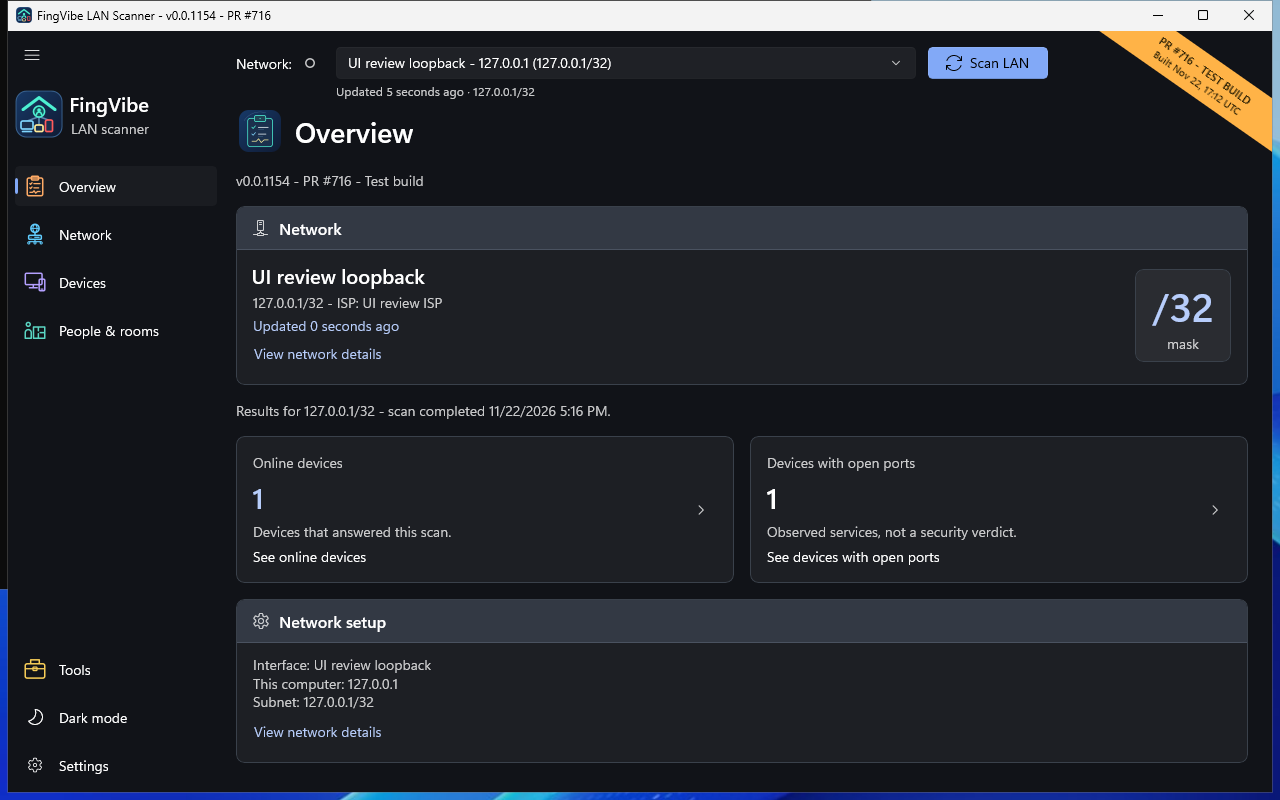 FingVibe LAN Scanner - v0.0.1154 - PR #716
Network:
UI review loopback - 127.0.0.1 (127.0.0.1/32)
Scan LAN
Updated 5 seconds ago · 127.0.0.1/32
PR #716 - TEST BUILD
Built Nov 22, 17:12 UTC
FingVibe
LAN scanner
Overview
Network
Devices
People & rooms
Tools
Dark mode
Settings
Overview
v0.0.1154 - PR #716 - Test build
Network
UI review loopback
127.0.0.1/32 - ISP: UI review ISP
Updated 0 seconds ago
View network details
/32
mask
Results for 127.0.0.1/32 - scan completed 11/22/2026 5:16 PM.
Online devices
1
Devices that answered this scan.
See online devices
Devices with open ports
1
Observed services, not a security verdict.
See devices with open ports
Network setup
Interface: UI review loopback
This computer: 127.0.0.1
Subnet: 127.0.0.1/32
View network details